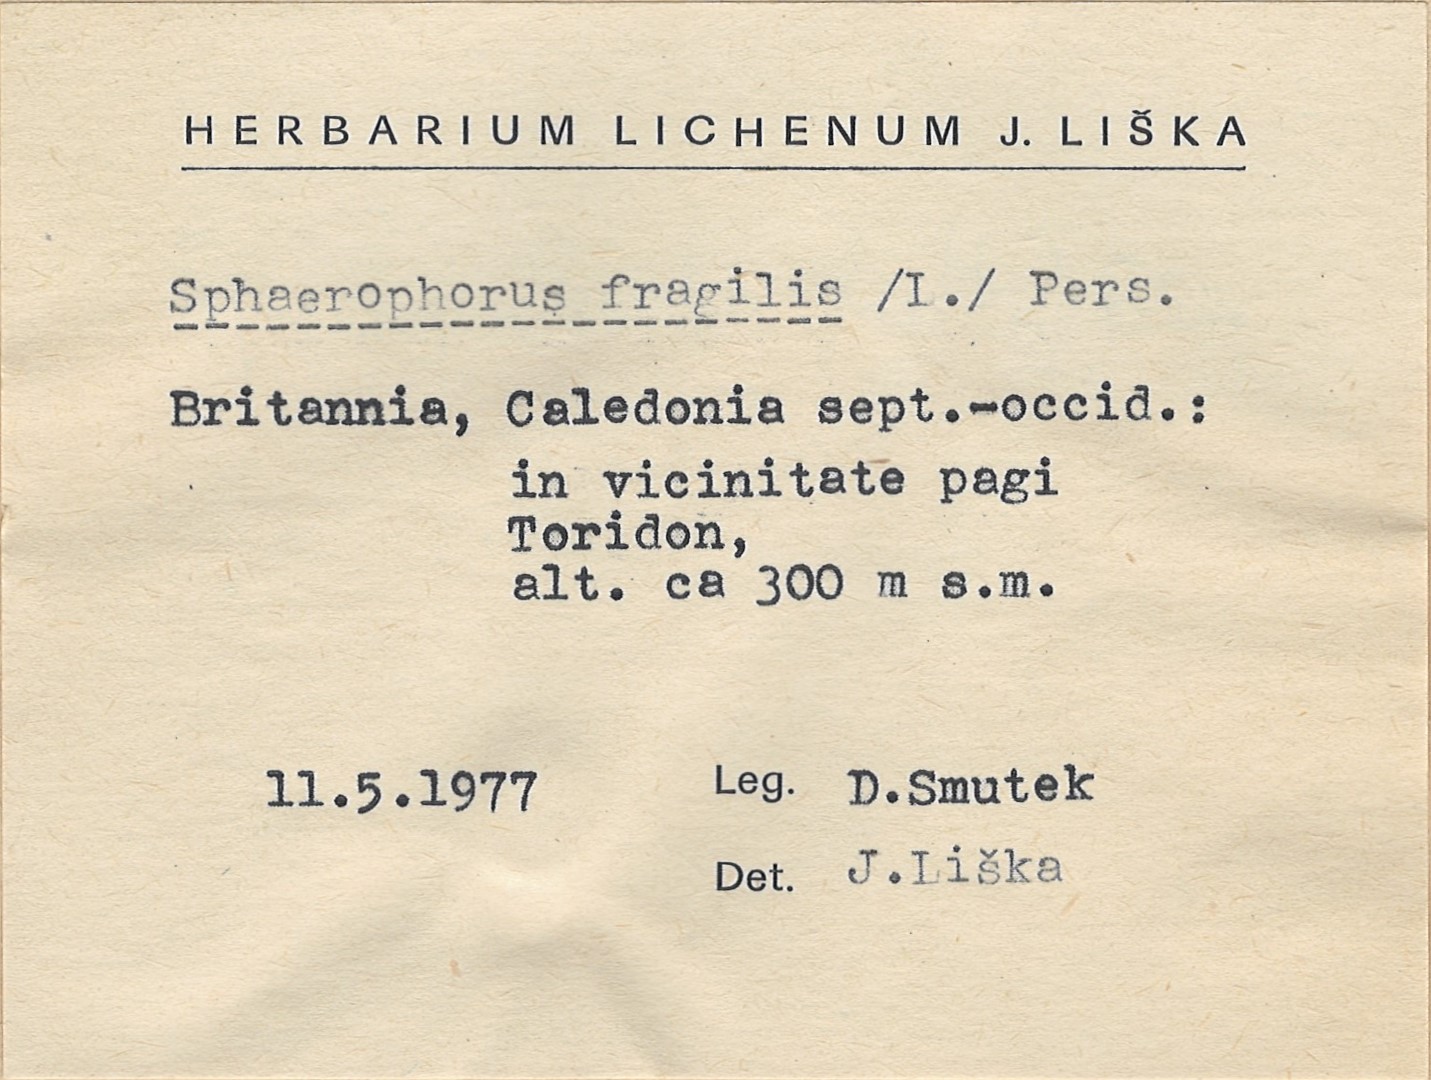 HERBARIUM LICHENUM J. LIŠKA
Sphaerophorus fragilis /L./ Pers.
Britannia, Caledonia sept.-occid.:
in vicinitate pagi
Toridon,
alt. ca 300 m s.m.
11.5.1977 Leg. D.Smutek
Det. J.Liška